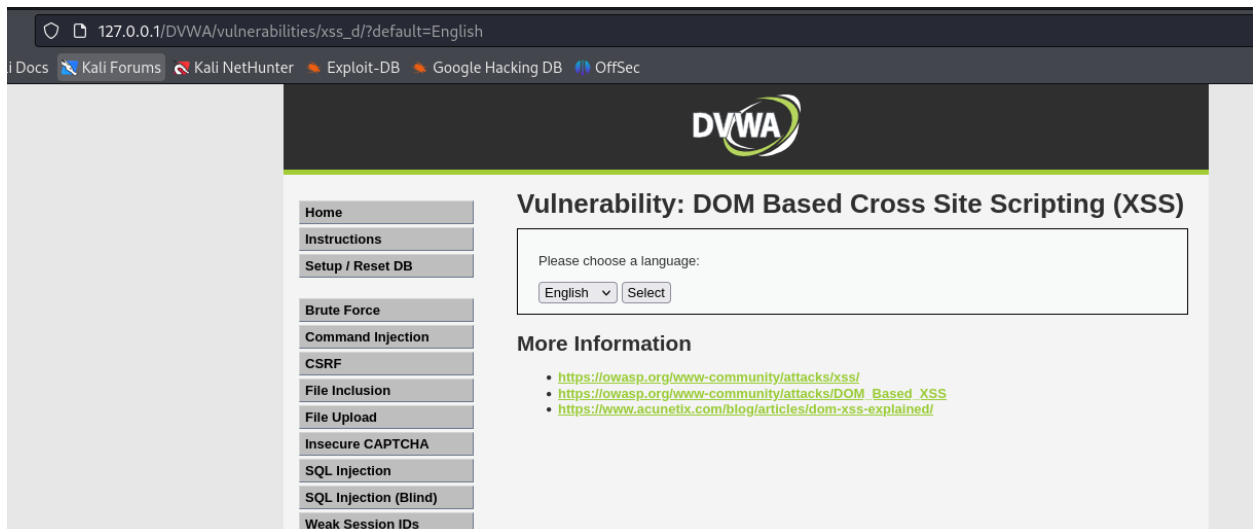 127.0.0.1/DVWA/vulnerabilities/xss_d/?default=English
i Docs Kali Forums Kali NetHunter Exploit-DB Google Hacking DB OffSec
DVWA
Vulnerability: DOM Based Cross Site Scripting (XSS)
Home
Instructions
Setup / Reset DB
Brute Force
Command Injection
CSRF
File Inclusion
File Upload
Insecure CAPTCHA
SQL Injection
SQL Injection (Blind)
Weak Session IDs
Please choose a language:
English Select
More Information
https://owasp.org/www-community/attacks/xss/
https://owasp.org/www-community/attacks/DOM_Based_XSS
https://www.acunetix.com/blog/articles/dom-xss-explained/